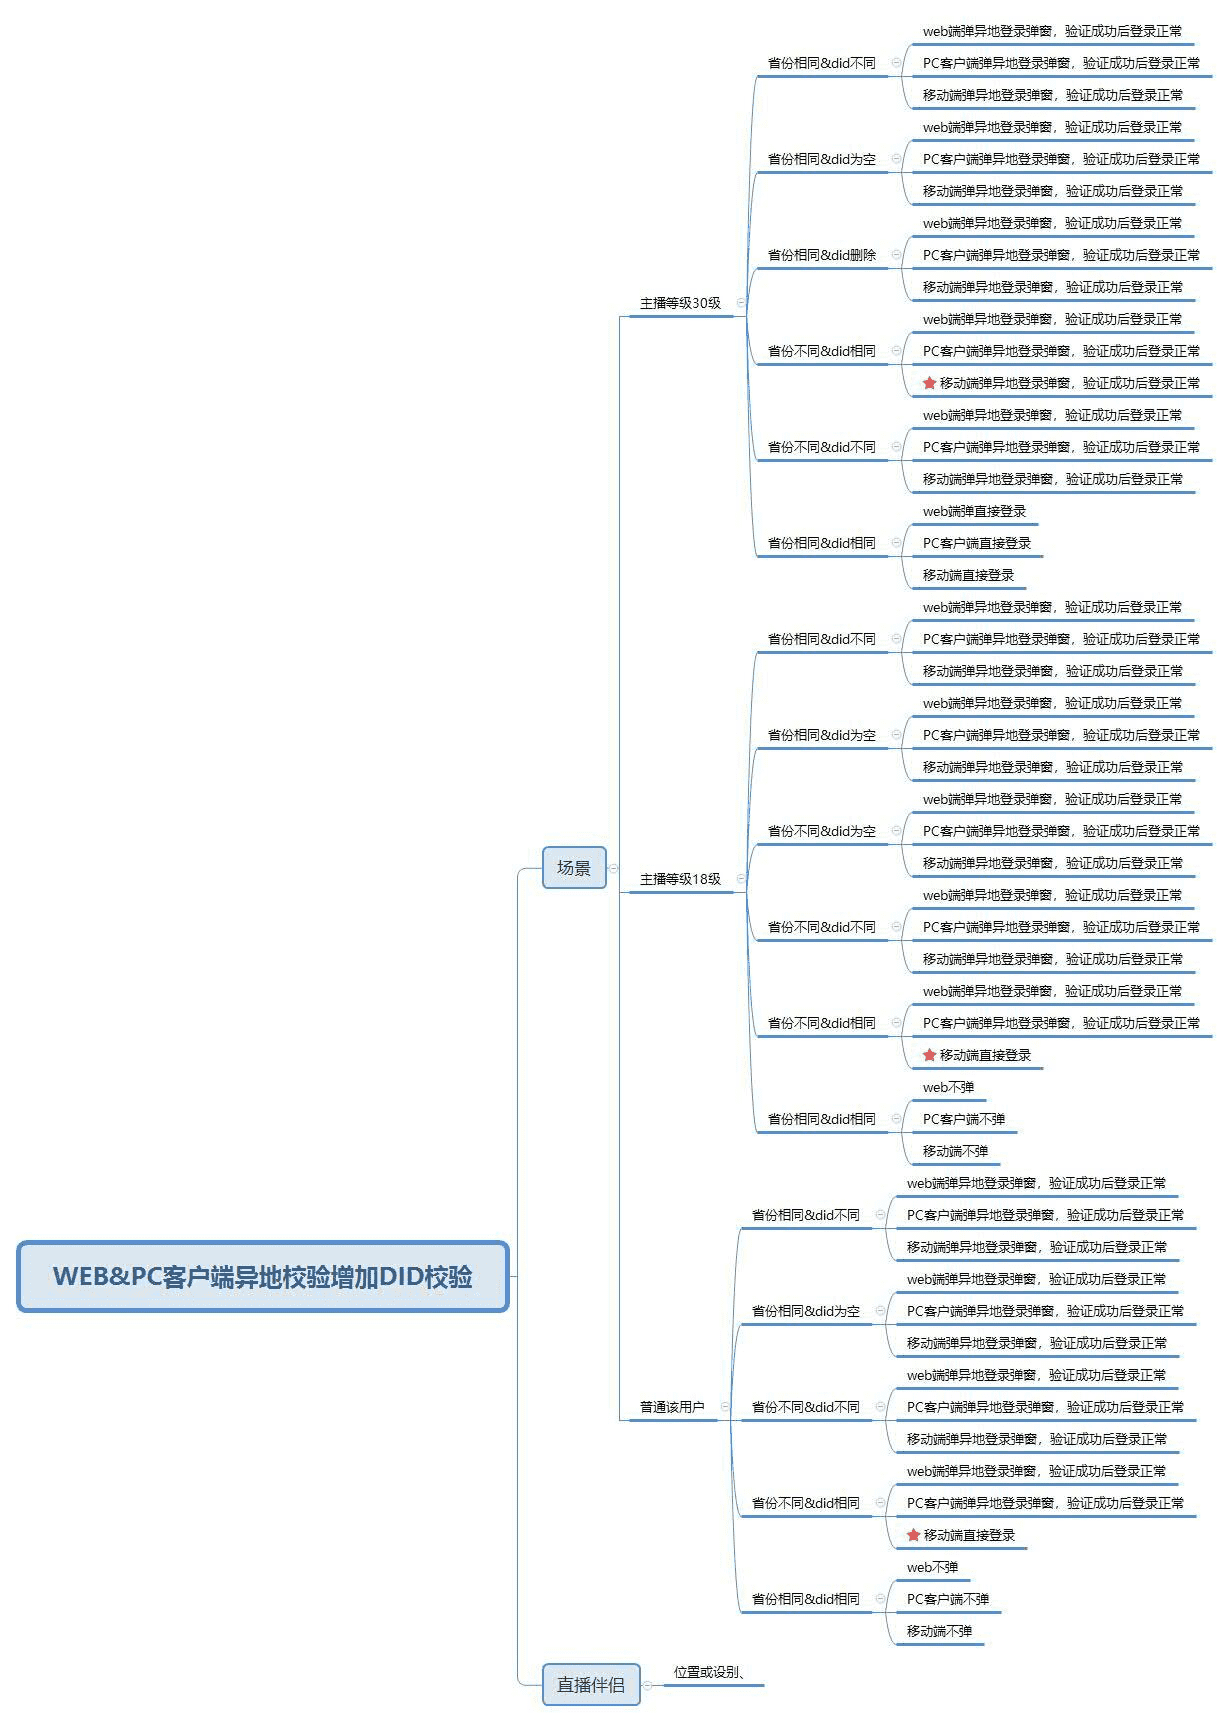 WEB&PC客户端异地校验增加DID校验
场景
主播等级30级
省份相同&did不同
web端弹异地登录弹窗，验证成功后登录正常
PC客户端弹异地登录弹窗，验证成功后登录正常
移动端弹异地登录弹窗，验证成功后登录正常
省份相同&did为空
web端弹异地登录弹窗，验证成功后登录正常
PC客户端弹异地登录弹窗，验证成功后登录正常
移动端弹异地登录弹窗，验证成功后登录正常
省份相同&did删除
web端弹异地登录弹窗，验证成功后登录正常
PC客户端弹异地登录弹窗，验证成功后登录正常
移动端弹异地登录弹窗，验证成功后登录正常
省份不同&did相同
web端弹异地登录弹窗，验证成功后登录正常
PC客户端弹异地登录弹窗，验证成功后登录正常
移动端弹异地登录弹窗，验证成功后登录正常
省份不同&did不同
web端弹异地登录弹窗，验证成功后登录正常
PC客户端弹异地登录弹窗，验证成功后登录正常
移动端弹异地登录弹窗，验证成功后登录正常
省份相同&did相同
web端弹直接登录
PC客户端直接登录
移动端直接登录
主播等级18级
省份相同&did不同
web端弹异地登录弹窗，验证成功后登录正常
PC客户端弹异地登录弹窗，验证成功后登录正常
移动端弹异地登录弹窗，验证成功后登录正常
省份相同&did为空
web端弹异地登录弹窗，验证成功后登录正常
PC客户端弹异地登录弹窗，验证成功后登录正常
移动端弹异地登录弹窗，验证成功后登录正常
省份不同&did为空
web端弹异地登录弹窗，验证成功后登录正常
PC客户端弹异地登录弹窗，验证成功后登录正常
移动端弹异地登录弹窗，验证成功后登录正常
省份不同&did不同
web端弹异地登录弹窗，验证成功后登录正常
PC客户端弹异地登录弹窗，验证成功后登录正常
移动端弹异地登录弹窗，验证成功后登录正常
省份不同&did相同
web端弹异地登录弹窗，验证成功后登录正常
PC客户端弹异地登录弹窗，验证成功后登录正常
移动端直接登录
省份相同&did相同
web不弹
PC客户端不弹
移动端不弹
普通该用户
省份相同&did不同
web端弹异地登录弹窗，验证成功后登录正常
PC客户端弹异地登录弹窗，验证成功后登录正常
移动端弹异地登录弹窗，验证成功后登录正常
省份相同&did为空
web端弹异地登录弹窗，验证成功后登录正常
PC客户端弹异地登录弹窗，验证成功后登录正常
移动端弹异地登录弹窗，验证成功后登录正常
省份不同&did不同
web端弹异地登录弹窗，验证成功后登录正常
PC客户端弹异地登录弹窗，验证成功后登录正常
移动端弹异地登录弹窗，验证成功后登录正常
省份不同&did相同
web端弹异地登录弹窗，验证成功后登录正常
PC客户端弹异地登录弹窗，验证成功后登录正常
移动端直接登录
省份相同&did相同
web不弹
PC客户端不弹
移动端不弹
直播伴侣
位置或设别、